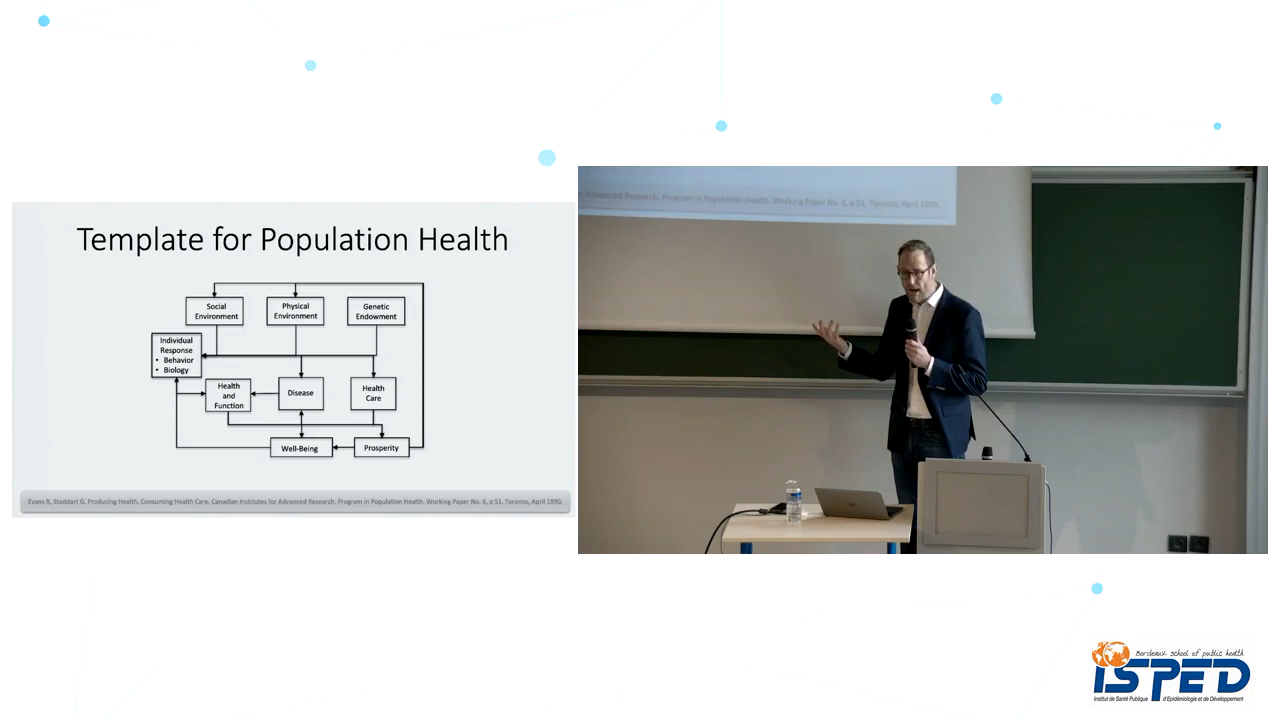 Template for Population Health
Social
Environment
Physical
Environment
Genetic
Endowment
Individual
Response
• Behavior
• Biology
Health
and
Function
Disease
Health
Care
Well-Being
Prosperity
Evans R, Stoddart G. Producing Health, Consuming Health Care. Canadian Institutes for Advanced Research. Program in Population Health. Working Paper No. 6, p 51. Toronto, April 1990.
r Advanced Research. Program in Population Health. Working Paper No. 6, p 51. Toronto, April 1990.
Bordeaux school of public health
ISPED
Institut de Santé Publique d'Epidémiologie et de Développement